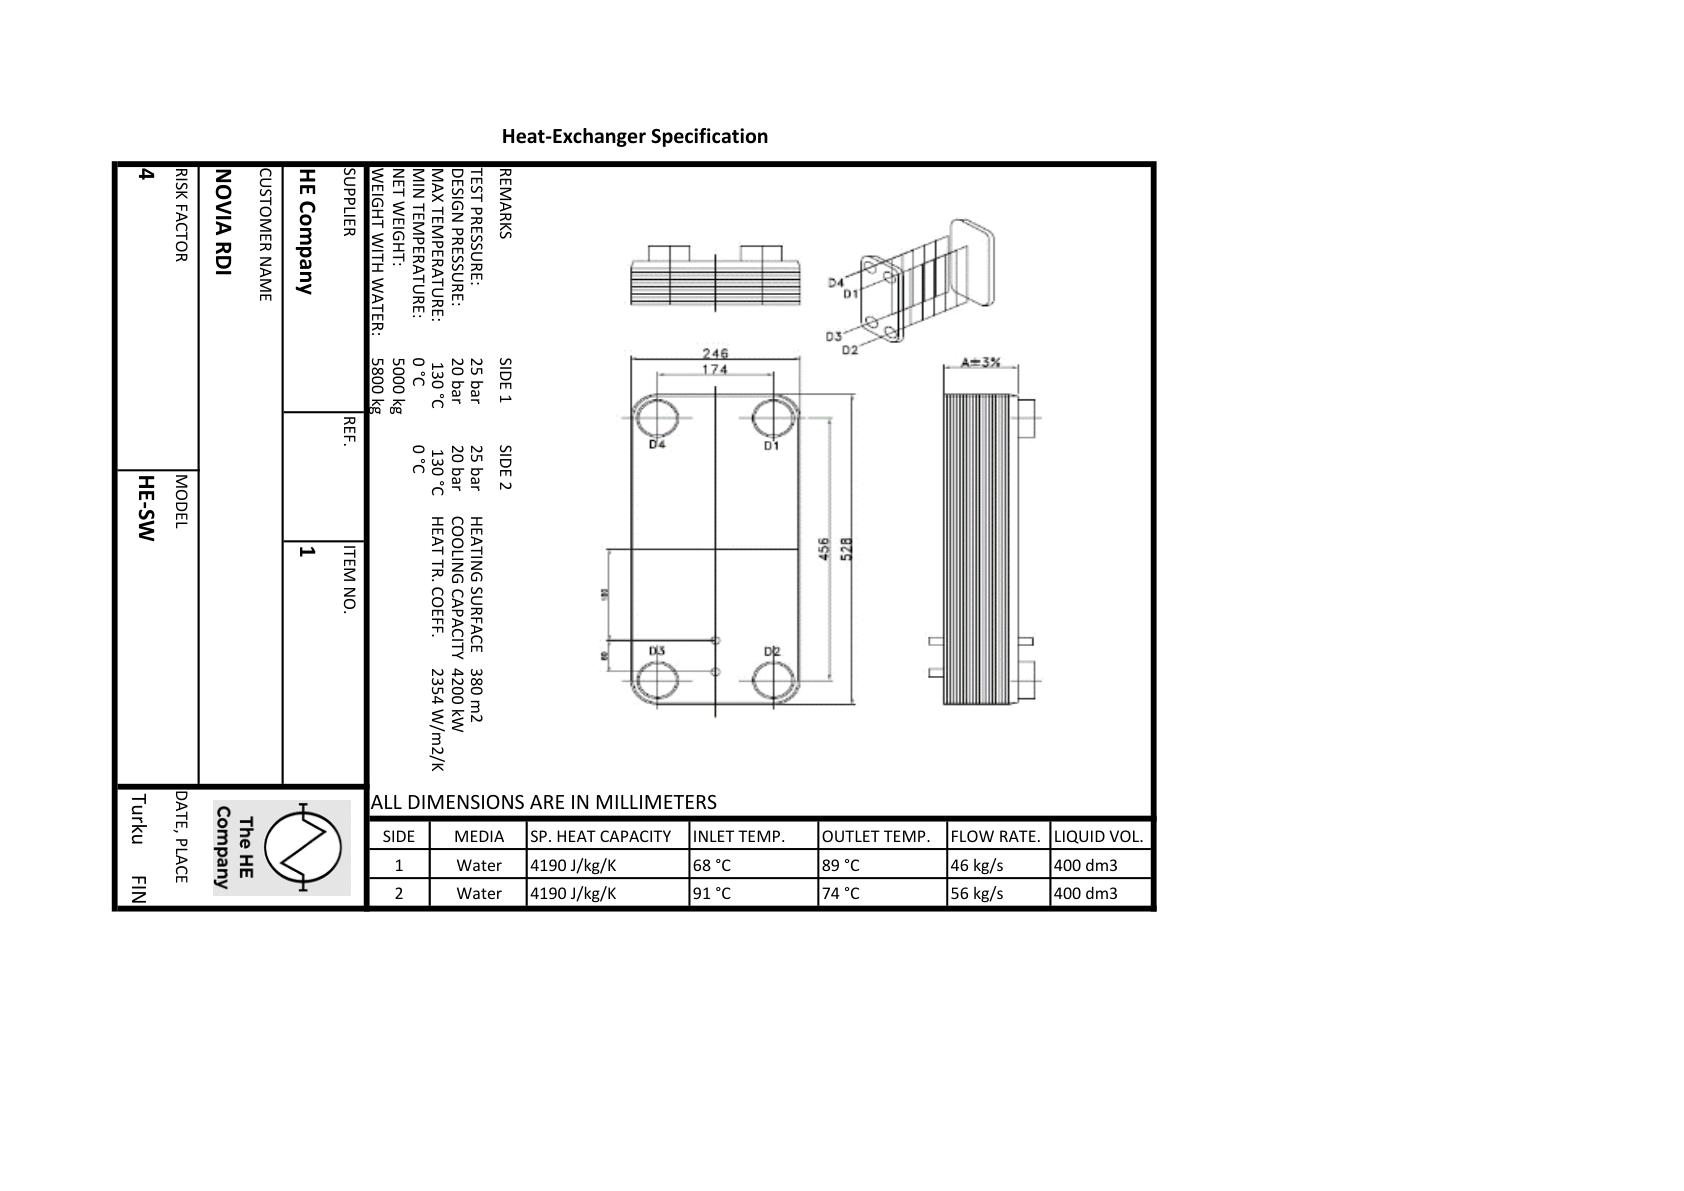 Heat-Exchanger Specification
REMARKS SIDE 1 SIDE 2
TEST PRESSURE: 25 bar 25 bar HEATING SURFACE 380 m2
DESIGN PRESSURE: 20 bar 20 bar COOLING CAPACITY 4200 kW
MAX TEMPERATURE: 130 °C 130 °C HEAT TR. COEFF. 2354 W/m2/K
MIN TEMPERATURE: 0 °C 0 °C
NET WEIGHT: 5000 kg
WEIGHT WITH WATER: 5800 kg
SUPPLIER
HE Company
REF.
ITEM NO.
1
CUSTOMER NAME
NOVIA RDI
RISK FACTOR
4
MODEL
HE-SW
The HE
Company
DATE, PLACE
Turku FIN
D4
D1
D3
D2
246
174
A±3%
D4
D1
456
528
D3
D2
ALL DIMENSIONS ARE IN MILLIMETERS
SIDE MEDIA SP. HEAT CAPACITY INLET TEMP. OUTLET TEMP. FLOW RATE. LIQUID VOL.
1 Water 4190 J/kg/K 68 °C 89 °C 46 kg/s 400 dm3
2 Water 4190 J/kg/K 91 °C 74 °C 56 kg/s 400 dm3